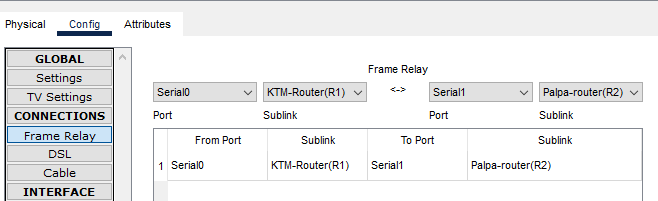 Physical Config Attributes
GLOBAL
Settings
TV Settings
CONNECTIONS
Frame Relay
DSL
Cable
INTERFACE
Frame Relay
Serial0 KTM-Router(R1) <-> Serial1 Palpa-router(R2)
Port Sublink Port Sublink
From Port Sublink To Port Sublink
1 Serial0 KTM-Router(R1) Serial1 Palpa-router(R2)